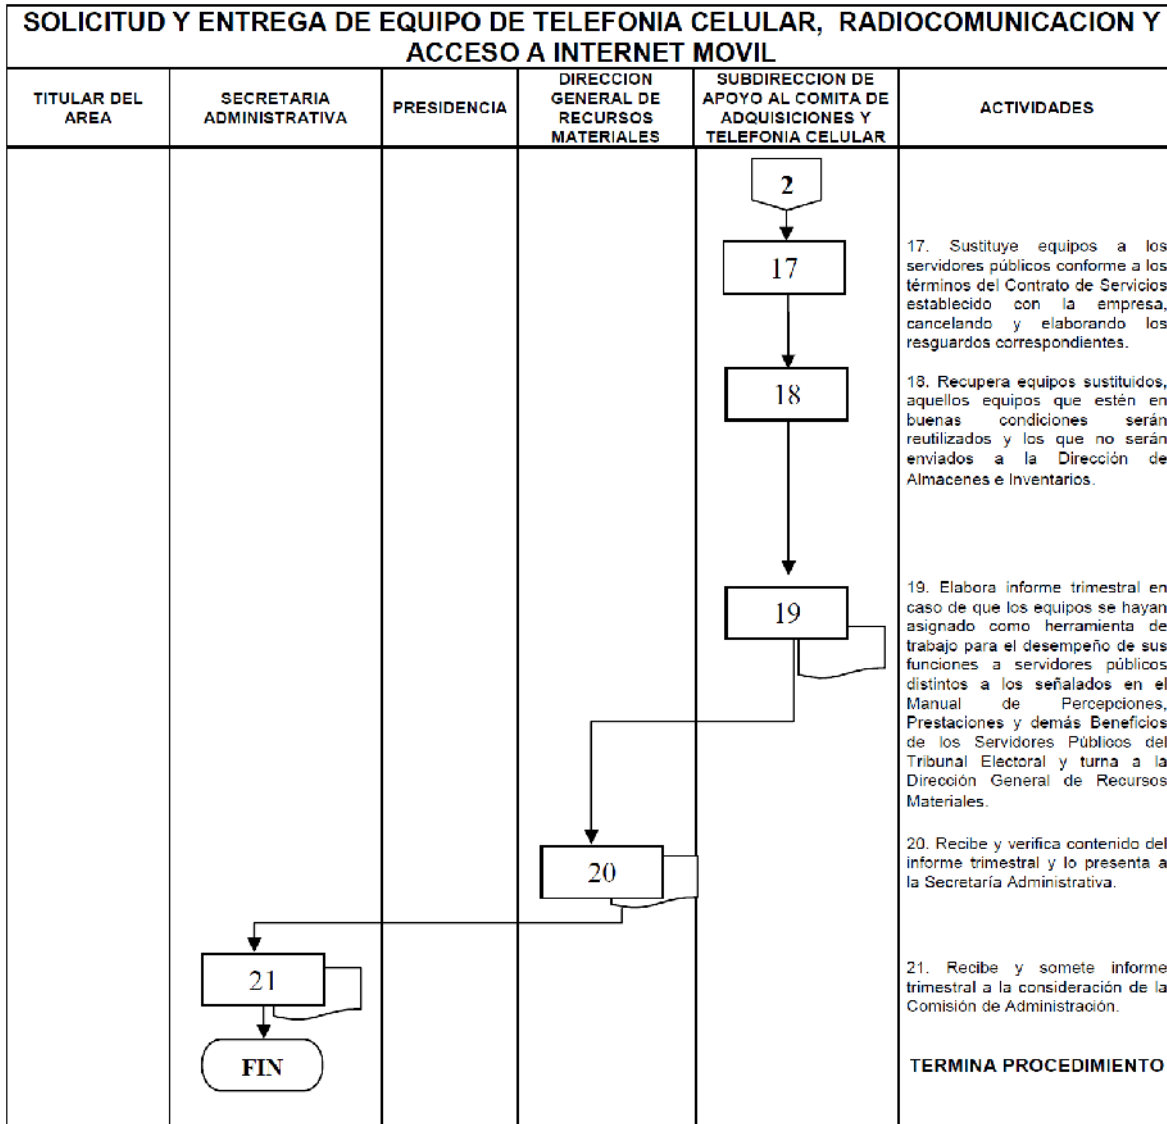 SOLICITUD Y ENTREGA DE EQUIPO DE TELEFONIA CELULAR, RADIOCOMUNICACION Y
ACCESO A INTERNET MOVIL
TITULAR DEL
AREA
SECRETARIA
ADMINISTRATIVA
PRESIDENCIA
DIRECCION
GENERAL DE
RECURSOS
MATERIALES
SUBDIRECCION DE
APOYO AL COMITA DE
ADQUISICIONES Y
TELEFONIA CELULAR
ACTIVIDADES
2
17
17. Sustituye equipos a los
servidores públicos conforme a los
términos del Contrato de Servicios
establecido con la empresa,
cancelando y elaborando los
resguardos correspondientes.
18
18. Recupera equipos sustituidos,
aquellos equipos que estén en
buenas condiciones serán
reutilizados y los que no serán
enviados a la Dirección de
Almacenes e Inventarios.
19
19. Elabora informe trimestral en
caso de que los equipos se hayan
asignado como herramienta de
trabajo para el desempeño de sus
funciones a servidores públicos
distintos a los señalados en el
Manual de Percepciones,
Prestaciones y demás Beneficios
de los Servidores Públicos del
Tribunal Electoral y turna a la
Dirección General de Recursos
Materiales.
20
20. Recibe y verifica contenido del
informe trimestral y lo presenta a
la Secretaría Administrativa.
21
21. Recibe y somete informe
trimestral a la consideración de la
Comisión de Administración.
FIN
TERMINA PROCEDIMIENTO